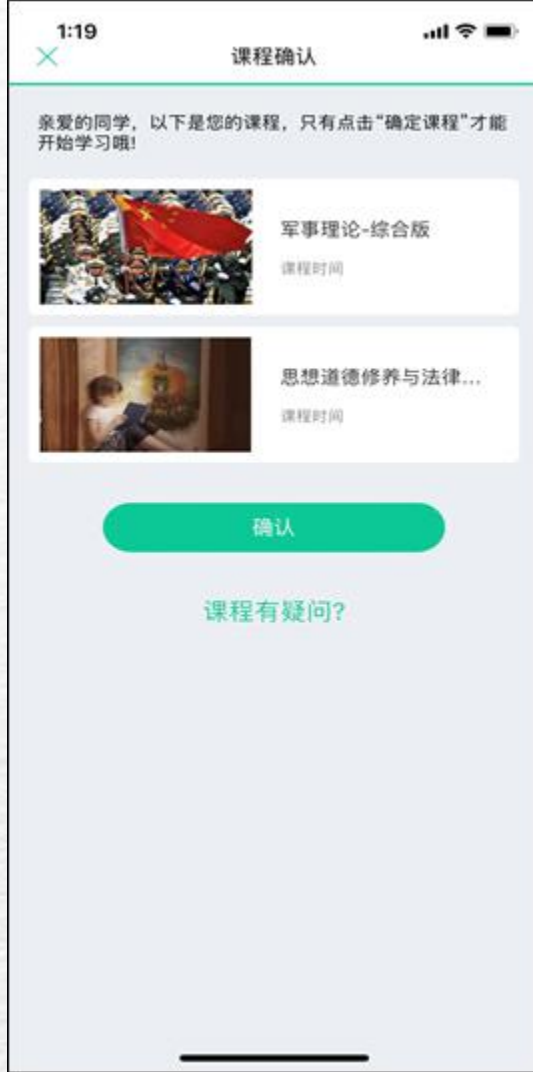 1:19
课程确认
亲爱的同学，以下是您的课程，只有点击“确定课程”才能
开始学习哦!
军事理论-综合版
课程时间
思想道德修养与法律...
课程时间
确认
课程有疑问?